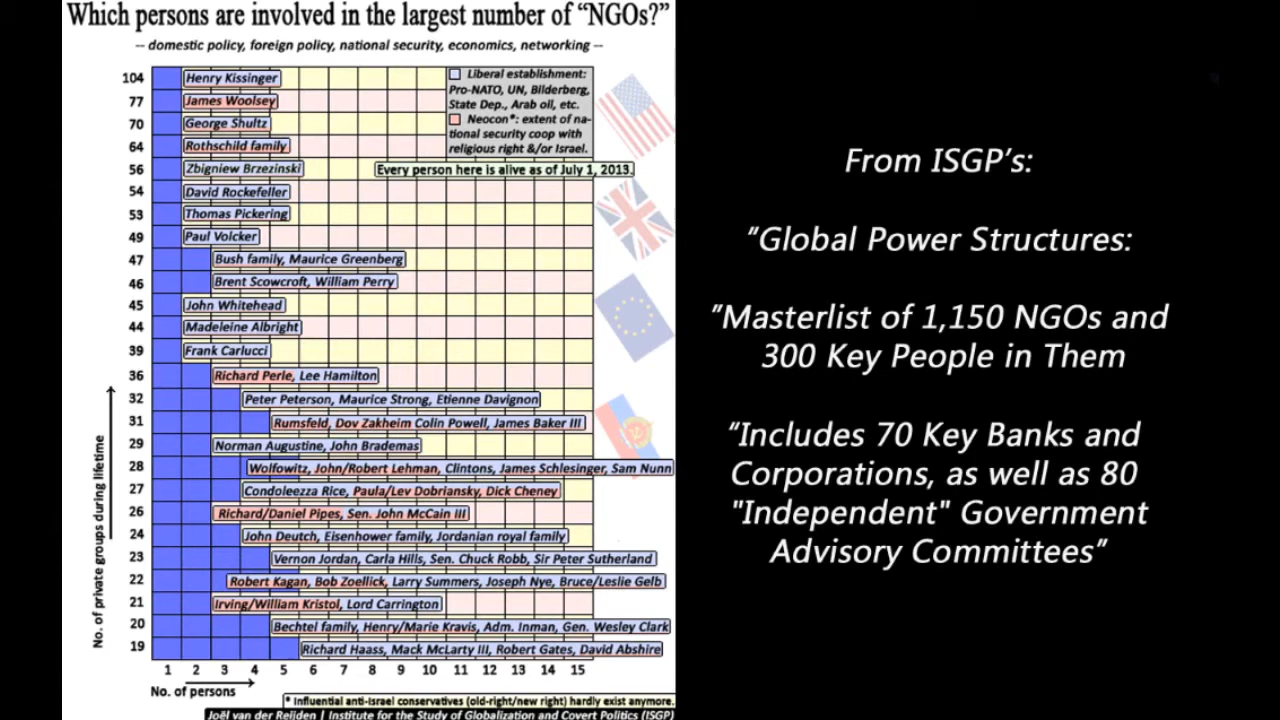 Which persons are involved in the largest number of “NGOs?”
-- domestic policy, foreign policy, national security, economics, networking --
104 Henry Kissinger
77 James Woolsey
70 George Shultz
64 Rothschild family
56 Zbigniew Brzezinski
54 David Rockefeller
53 Thomas Pickering
49 Paul Volcker
47 Bush family, Maurice Greenberg
46 Brent Scowcroft, William Perry
45 John Whitehead
44 Madeleine Albright
39 Frank Carlucci
36 Richard Perle, Lee Hamilton
32 Peter Peterson, Maurice Strong, Etienne Davignon
31 Rumsfeld, Dov Zakheim Colin Powell, James Baker III
29 Norman Augustine, John Brademas
28 Wolfowitz, John/Robert Lehman, Clintons, James Schlesinger, Sam Nunn
27 Condoleezza Rice, Paula/Lev Dobriansky, Dick Cheney
26 Richard/Daniel Pipes, Sen. John McCain III
24 John Deutch, Eisenhower family, Jordanian royal family
23 Vernon Jordan, Carla Hills, Sen. Chuck Robb, Sir Peter Sutherland
22 Robert Kagan, Bob Zoellick, Larry Summers, Joseph Nye, Bruce/Leslie Gelb
21 Irving/William Kristol, Lord Carrington
20 Bechtel family, Henry/Marie Kravis, Adm. Inman, Gen. Wesley Clark
19 Richard Haass, Mack McLarty III, Robert Gates, David Abshire
Liberal establishment:
Pro-NATO, UN, Bilderberg,
State Dep., Arab oil, etc.
Neocon*: extent of na-
tional security coop with
religious right &/or Israel.
Every person here is alive as of July 1, 2013.
No. of private groups during lifetime
1 2 3 4 5 6 7 8 9 10 11 12 13 14 15
No. of persons
* Influential anti-Israel conservatives (old-right/new right) hardly exist anymore.
Joël van der Reijden | Institute for the Study of Globalization and Covert Politics (ISGP)
From ISGP’s:
”Global Power Structures:
”Masterlist of 1,150 NGOs and
300 Key People in Them
“Includes 70 Key Banks and
Corporations, as well as 80
"Independent" Government
Advisory Committees”